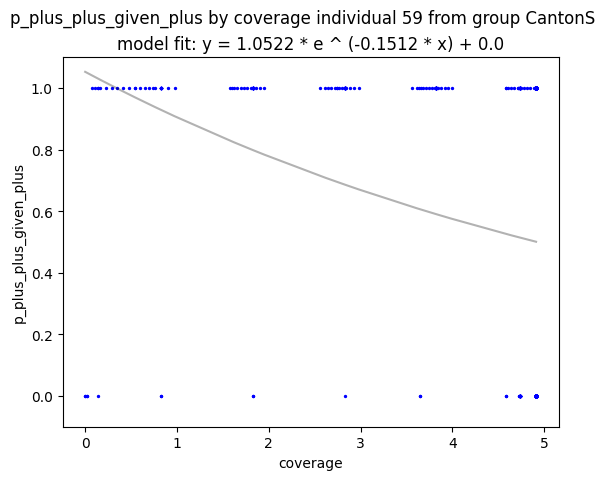 p_plus_plus_given_plus by coverage individual 59 from group CantonS
model fit: y = 1.0522 * e ^ (-0.1512 * x) + 0.0
1.0
0.8
0.6
0.4
0.2
0.0
p_plus_plus_given_plus
0 1 2 3 4 5
coverage